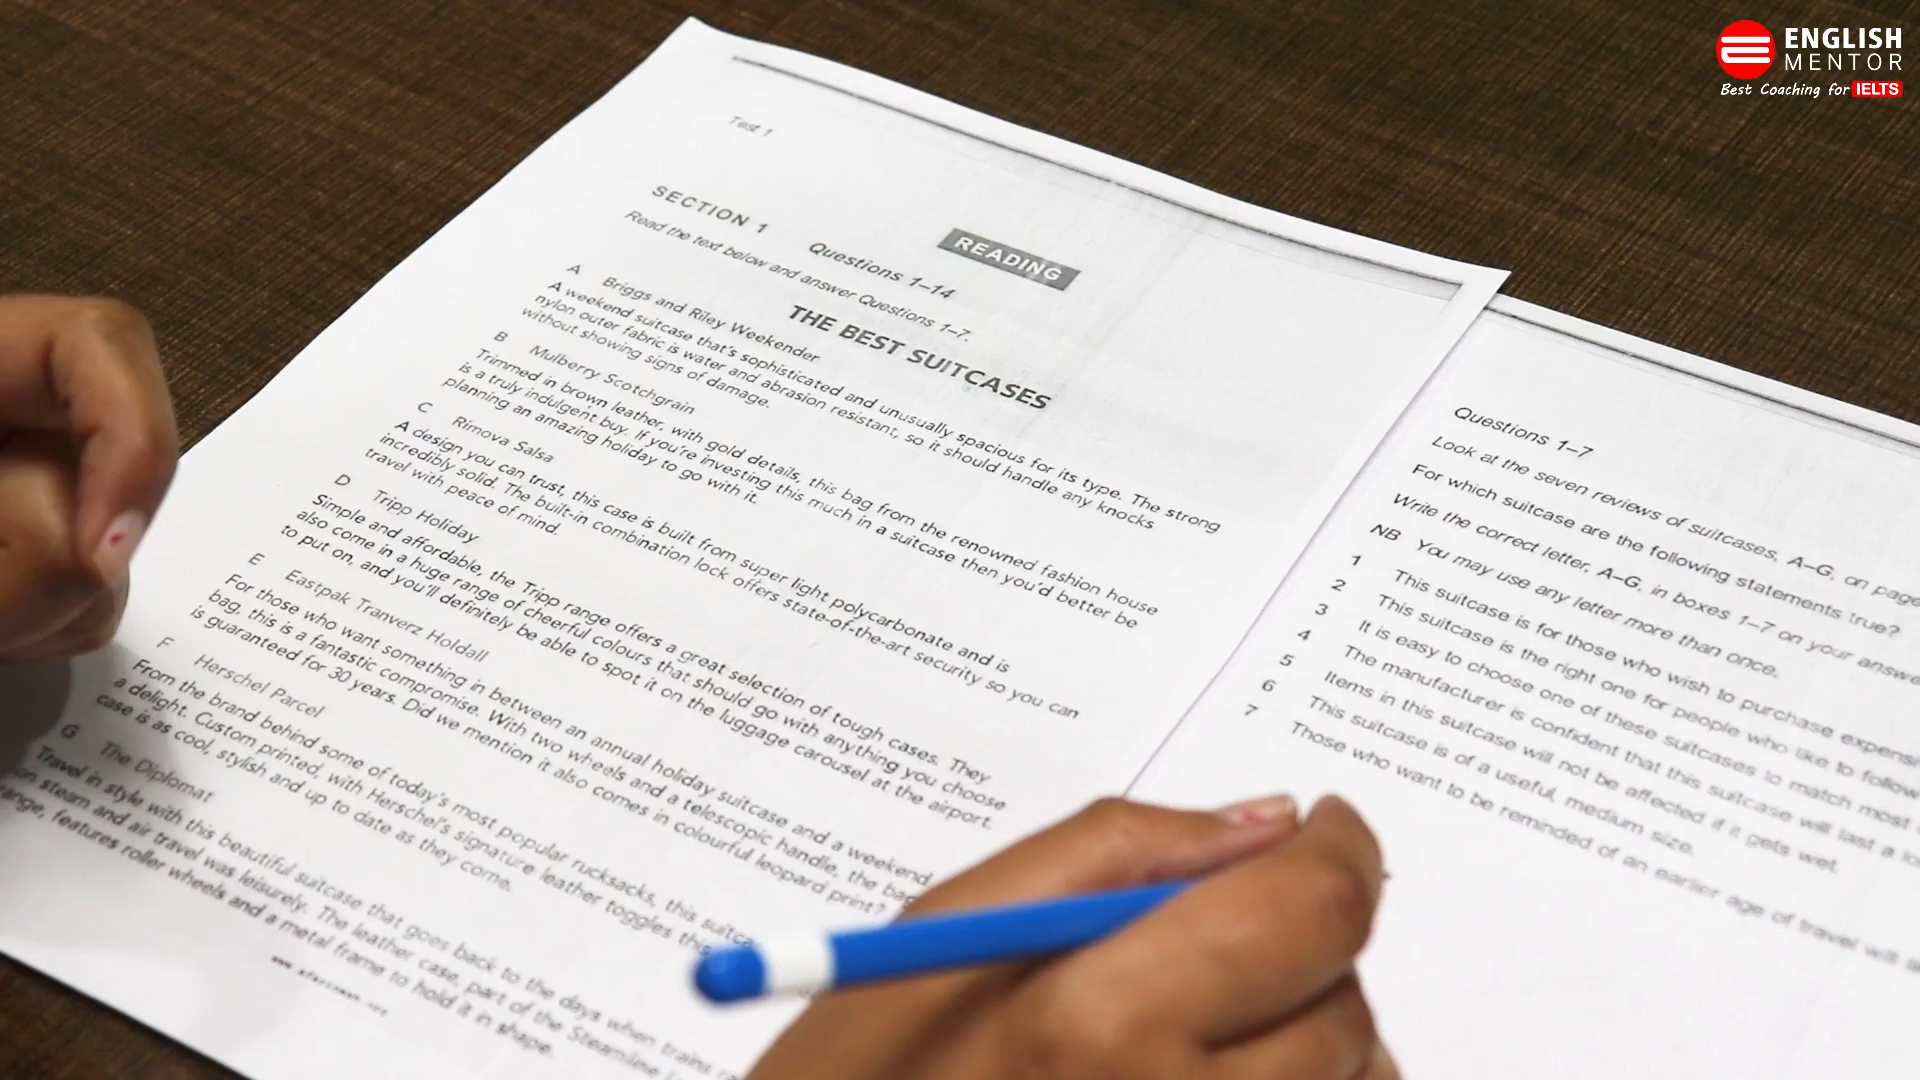 ENGLISH
MENTOR
Best Coaching for IELTS
Test 1
READING
SECTION 1 Questions 1–14
Read the text below and answer Questions 1–7.
THE BEST SUITCASES
A Briggs and Riley Weekender
A weekend suitcase that's sophisticated and unusually spacious for its type. The strong
nylon outer fabric is water and abrasion resistant, so it should handle any knocks
without showing signs of damage.
B Mulberry Scotchgrain
Trimmed in brown leather, with gold details, this bag from the renowned fashion house
is a truly indulgent buy. If you're investing this much in a suitcase then you'd better be
planning an amazing holiday to go with it.
C Rimova Salsa
A design you can trust, this case is built from super light polycarbonate and is
incredibly solid. The built-in combination lock offers state-of-the-art security so you can
travel with peace of mind.
D Tripp Holiday
Simple and affordable, the Tripp range offers a great selection of tough cases. They
also come in a huge range of cheerful colours that should go with anything you choose
to put on, and you'll definitely be able to spot it on the luggage carousel at the airport.
E Eastpak Tranverz Holdall
For those who want something in between an annual holiday suitcase and a weekend
bag, this is a fantastic compromise. With two wheels and a telescopic handle, the bag
is guaranteed for 30 years. Did we mention it also comes in colourful leopard print?
F Herschel Parcel
From the brand behind some of today's most popular rucksacks, this suitca
a delight. Custom printed, with Herschel's signature leather toggles this
case is as cool, stylish and up to date as they come.
G The Diplomat
Travel in style with this beautiful suitcase that goes back to the days when trains
steam and air travel was leisurely. The leather case, part of the Steamline
range, features roller wheels and a metal frame to hold it in shape.
Questions 1–7
Look at the seven reviews of suitcases, A–G, on page
For which suitcase are the following statements true?
Write the correct letter, A–G, in boxes 1–7 on your answe
NB You may use any letter more than once.
1 This suitcase is for those who wish to purchase expensi
2 This suitcase is the right one for people who like to follow
3 It is easy to choose one of these suitcases to match most
4 The manufacturer is confident that this suitcase will last a lo
5 Items in this suitcase will not be affected if it gets wet.
6 This suitcase is of a useful, medium size.
7 Those who want to be reminded of an earlier age of travel will